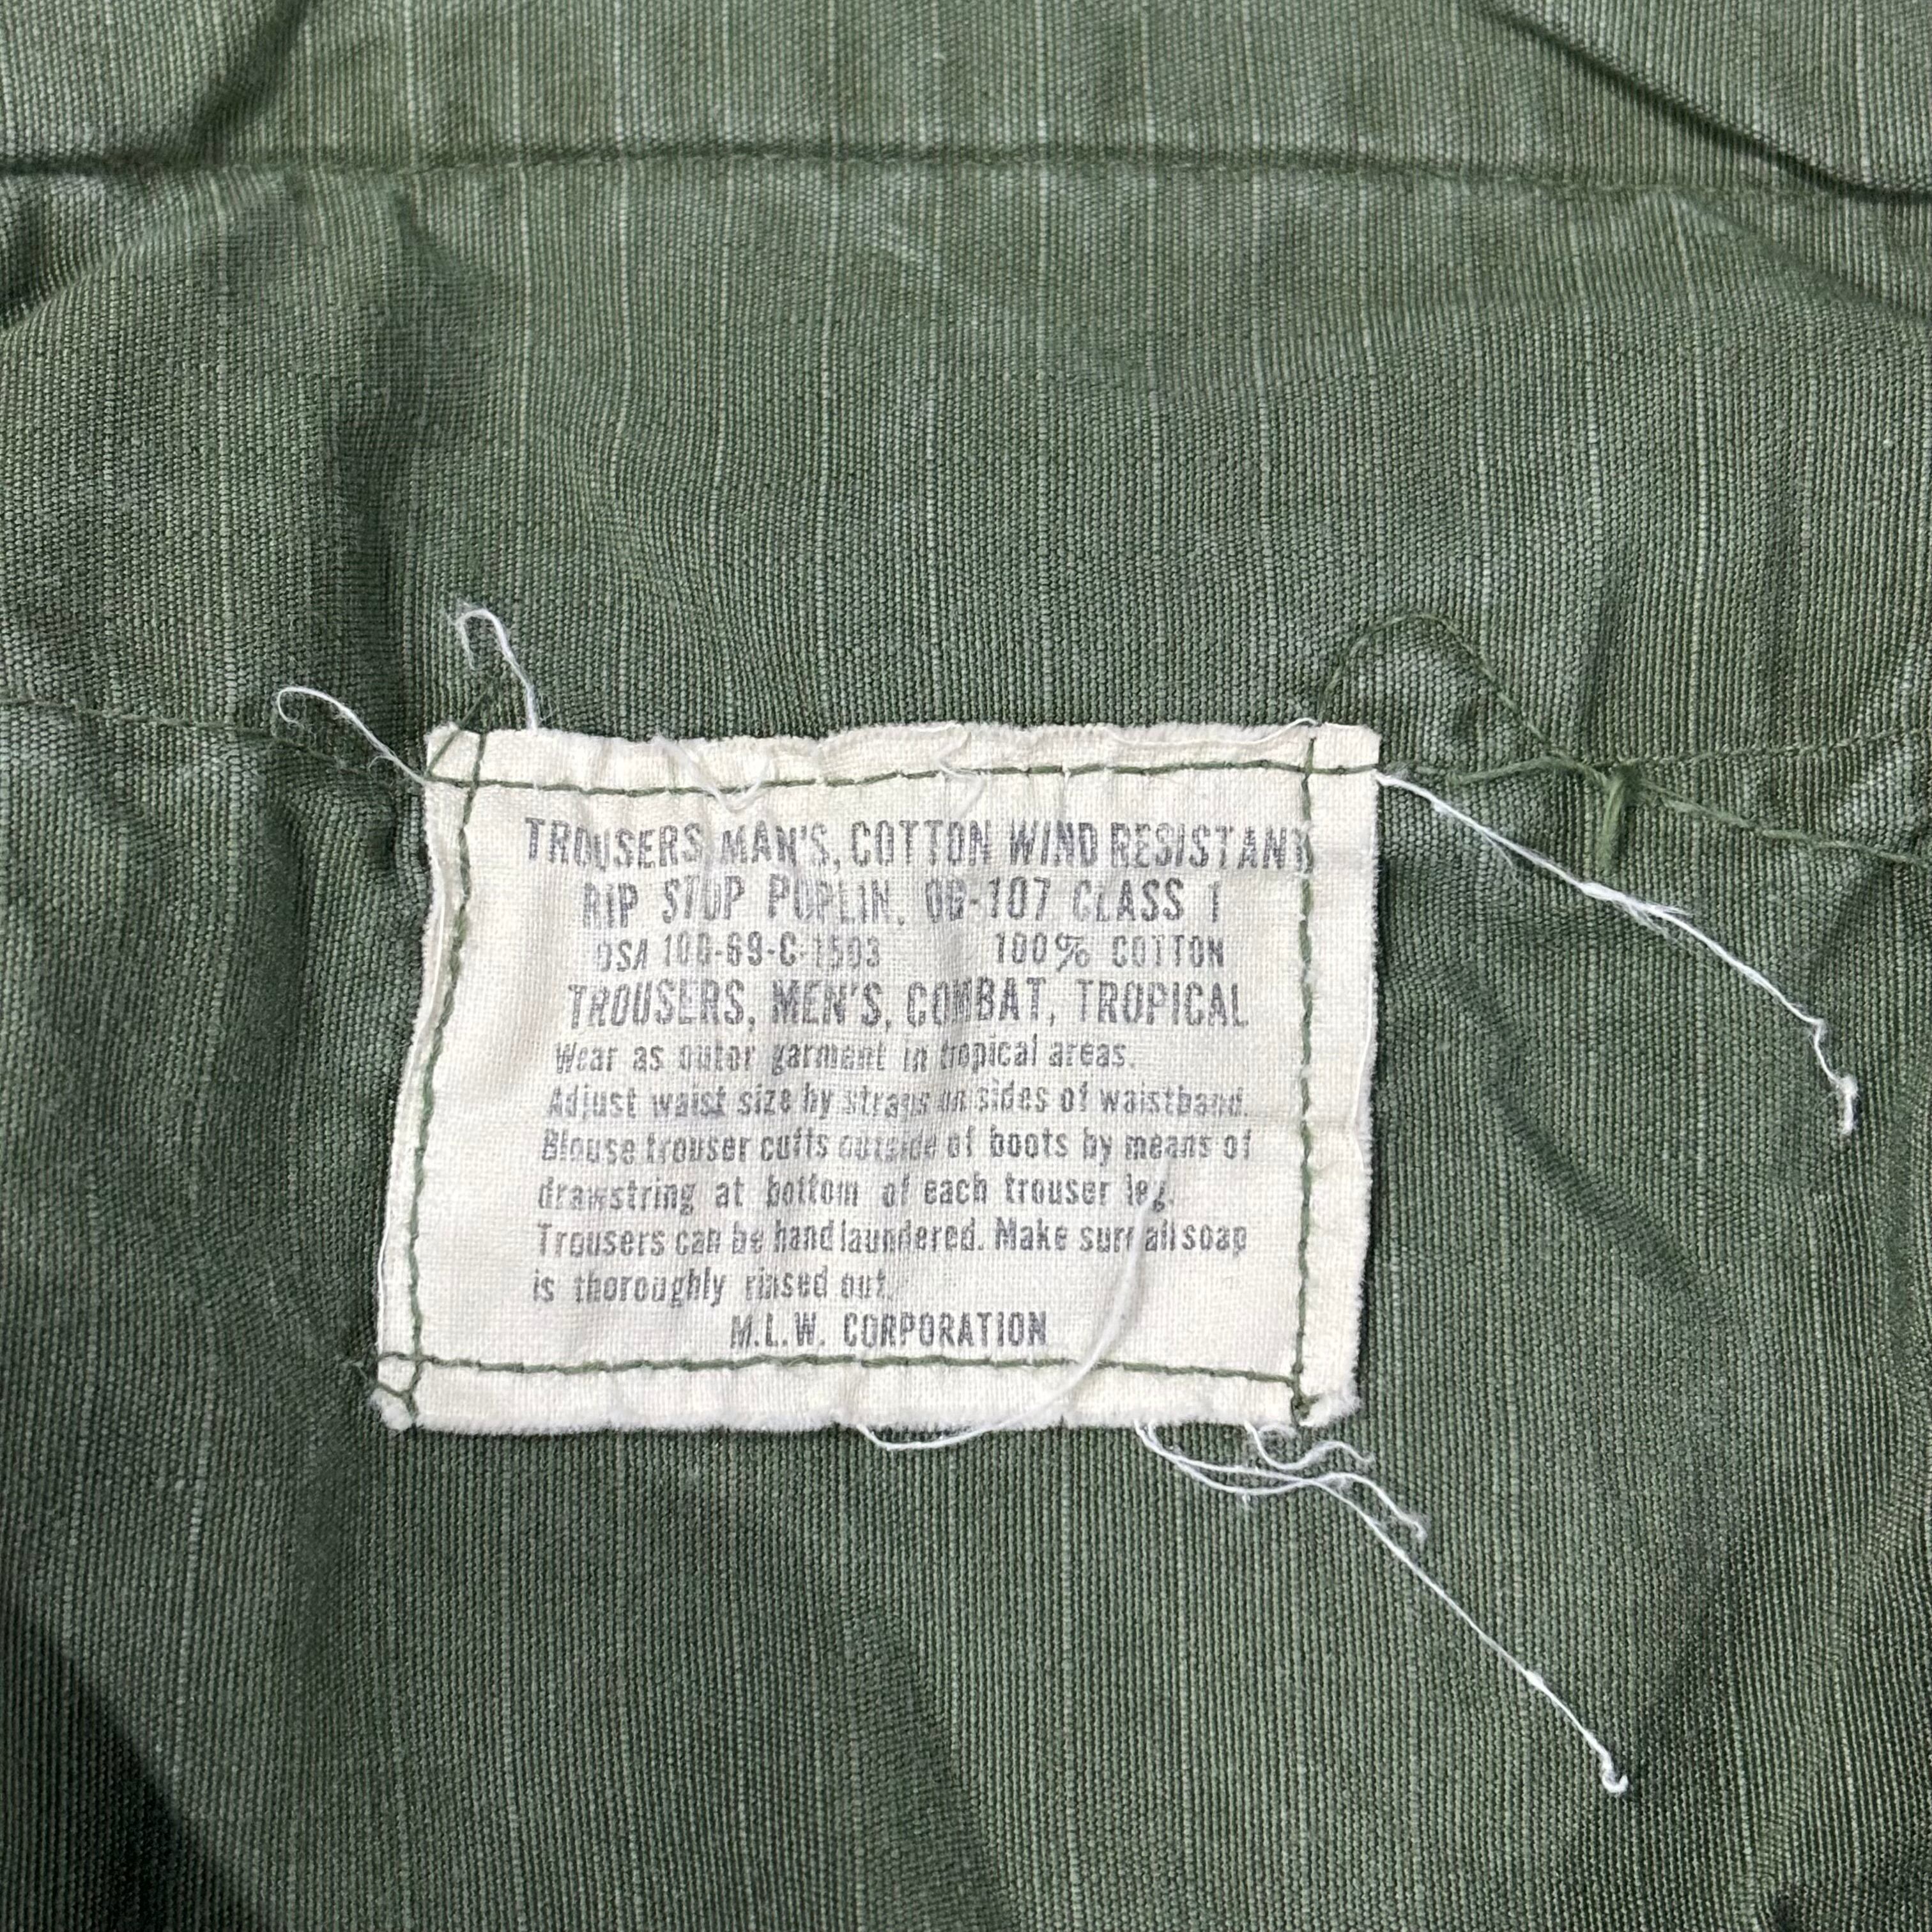 TROUSERS MAN'S, COTTON WIND RESISTANT
RIP STOP POPLIN. OG-107 CLASS 1
DSA 100-69-C-1503 100% COTTON
TROUSERS, MEN'S, COMBAT, TROPICAL
Wear as outer garment in tropical areas.
Adjust waist size by straps on sides of waistband.
Blouse trouser cuffs outside of boots by means of
drawstring at bottom of each trouser leg.
Trousers can be hand laundered. Make sure all soap
is thoroughly rinsed out.
M.L.W. CORPORATION